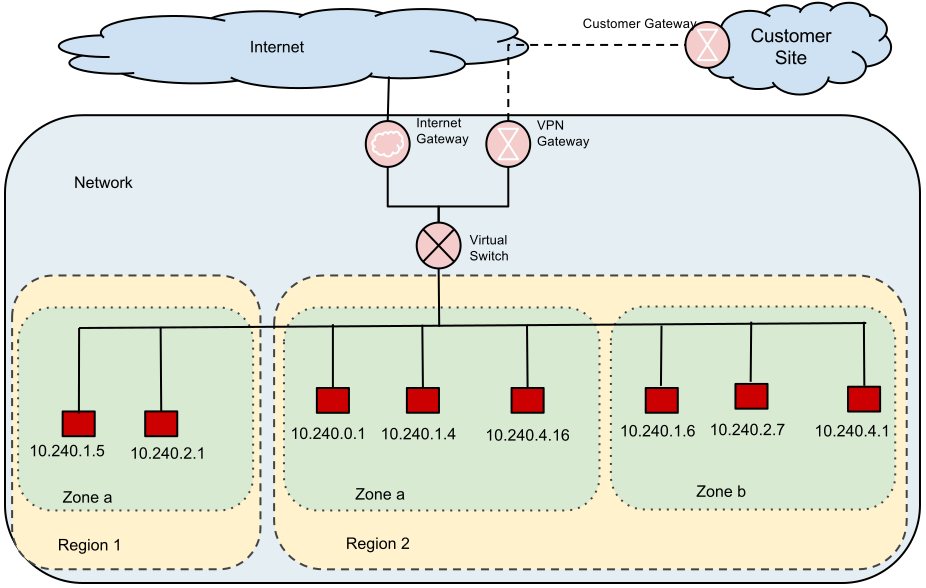 Customer Gateway
Internet
Customer
Site
Internet
Gateway
VPN
Gateway
Network
Virtual
Switch
10.240.1.5
10.240.2.1
10.240.0.1
10.240.1.4
10.240.4.16
10.240.1.6
10.240.2.7
10.240.4.1
Zone a
Zone a
Zone b
Region 1
Region 2